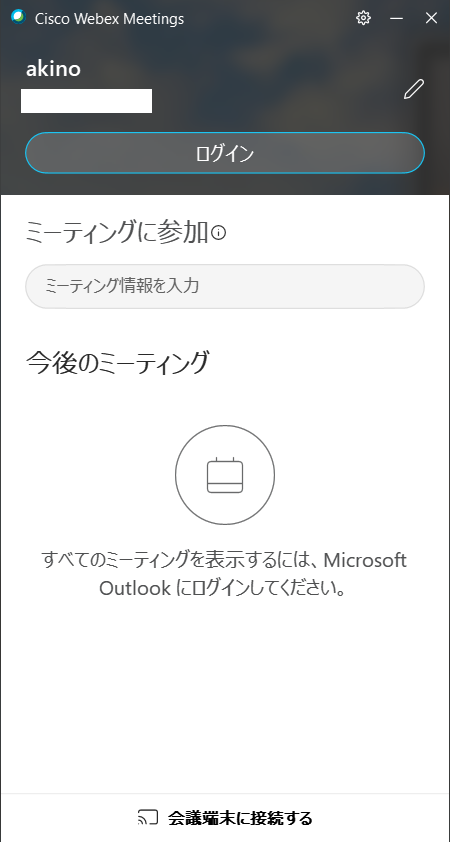 Cisco Webex Meetings
akino
ログイン
ミーティングに参加
ミーティング情報を入力
今後のミーティング
すべてのミーティングを表示するには、Microsoft
Outlook にログインしてください。
会議端末に接続する